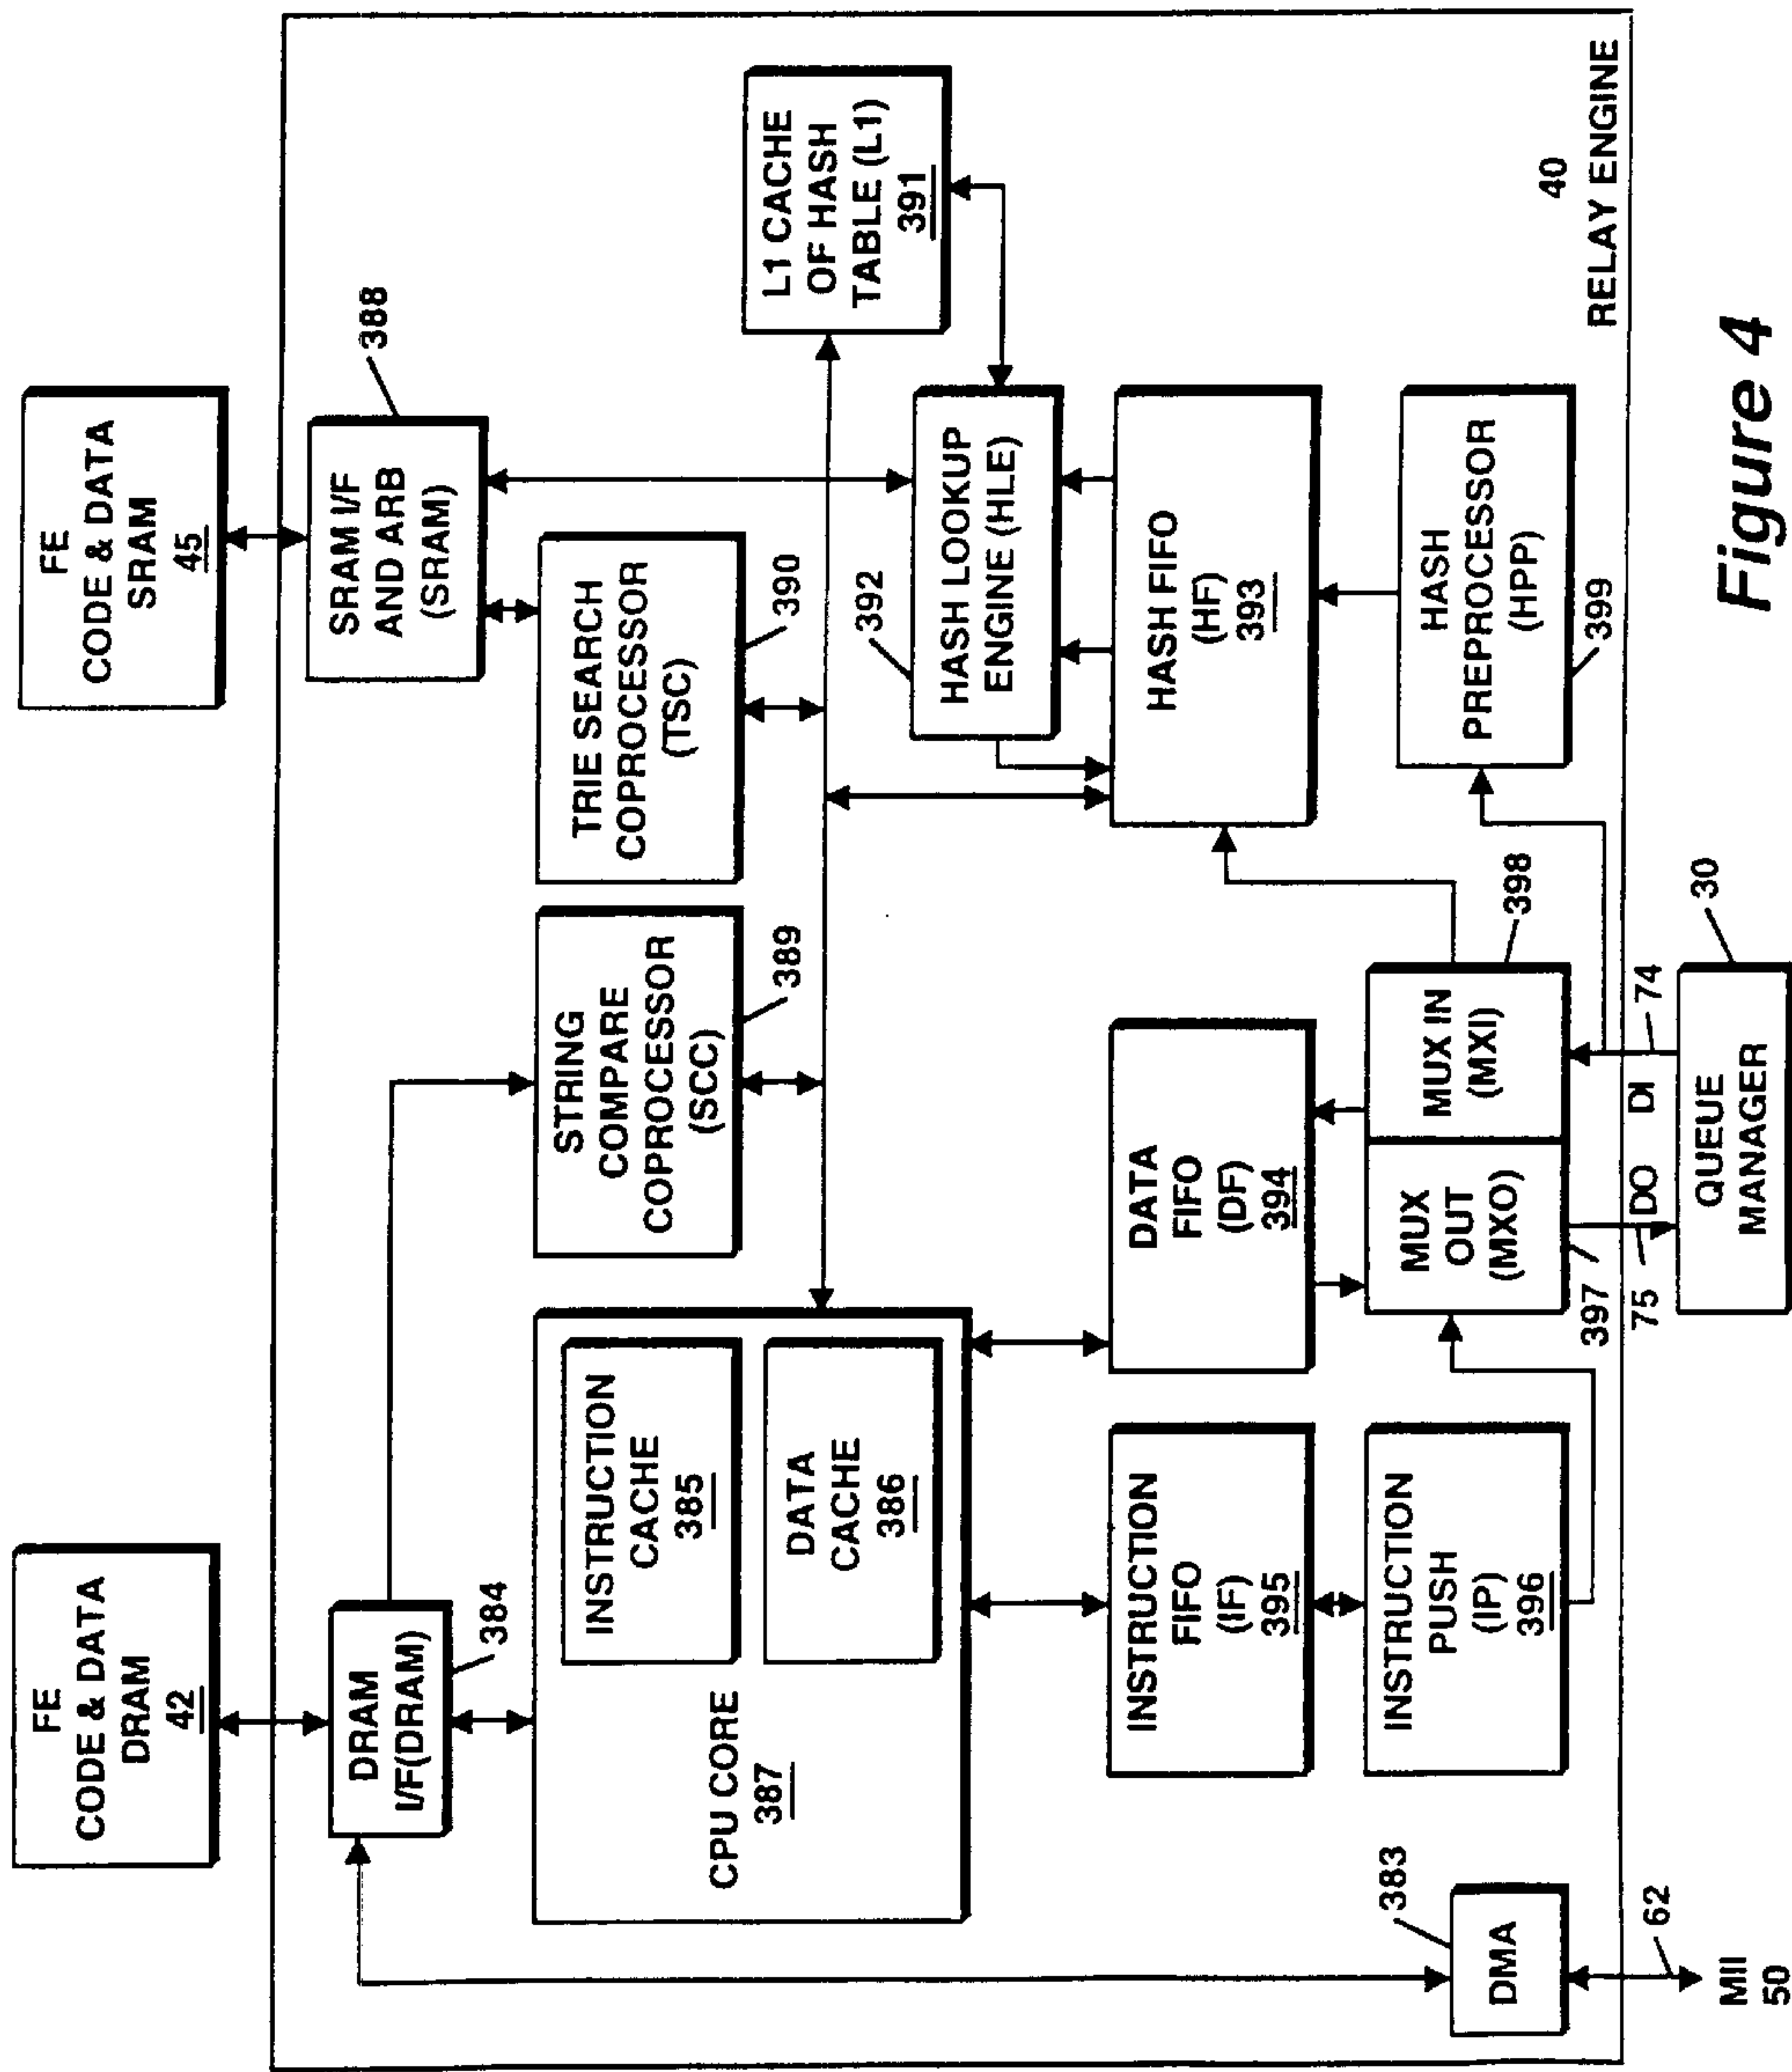 FE
CODE & DATA
DRAM
42
FE
CODE & DATA
SRAM
45
DRAM
I/F(DRAM)
384
SRAM I/F
AND ARB
(SRAM)
388
CPU CORE
387
INSTRUCTION
CACHE
385
DATA
CACHE
386
STRING
COMPARE
COPROCESSOR
(SCC)
389
TRIE SEARCH
COPROCESSOR
(TSC)
390
L1 CACHE
OF HASH
TABLE (L1)
391
392
HASH LOOKUP
ENGINE (HLE)
INSTRUCTION
FIFO
(IF)
395
DATA
FIFO
(DF)
394
HASH FIFO
(HF)
393
383
DMA
INSTRUCTION
PUSH
(IP)
396
MUX
OUT
(MXO)
397
MUX IN
(MXI)
398
HASH
PREPROCESSOR
(HPP)
399
40
RELAY ENGINE
62
MII
50
75
DO
DI
74
QUEUE
MANAGER
30
Figure 4